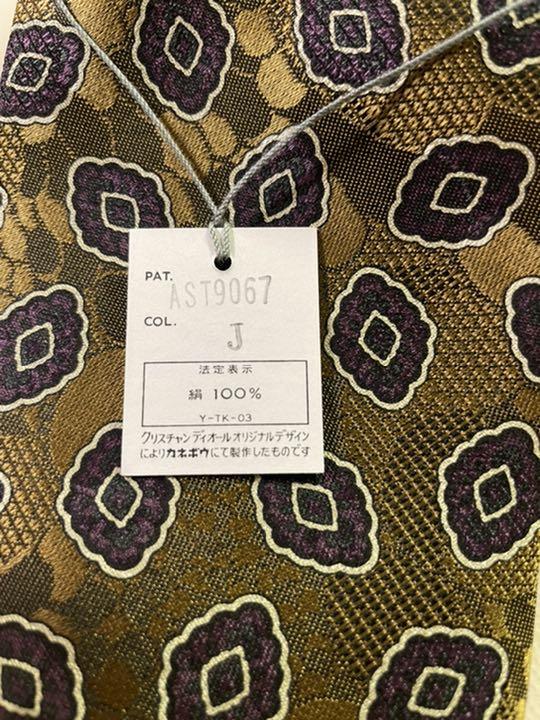 PAT. AST9067
COL. J
法定表示
絹 100%
Y-TK-03
クリスチャン ディオールオリジナルデザイン
によりカネボウにて製作したものです